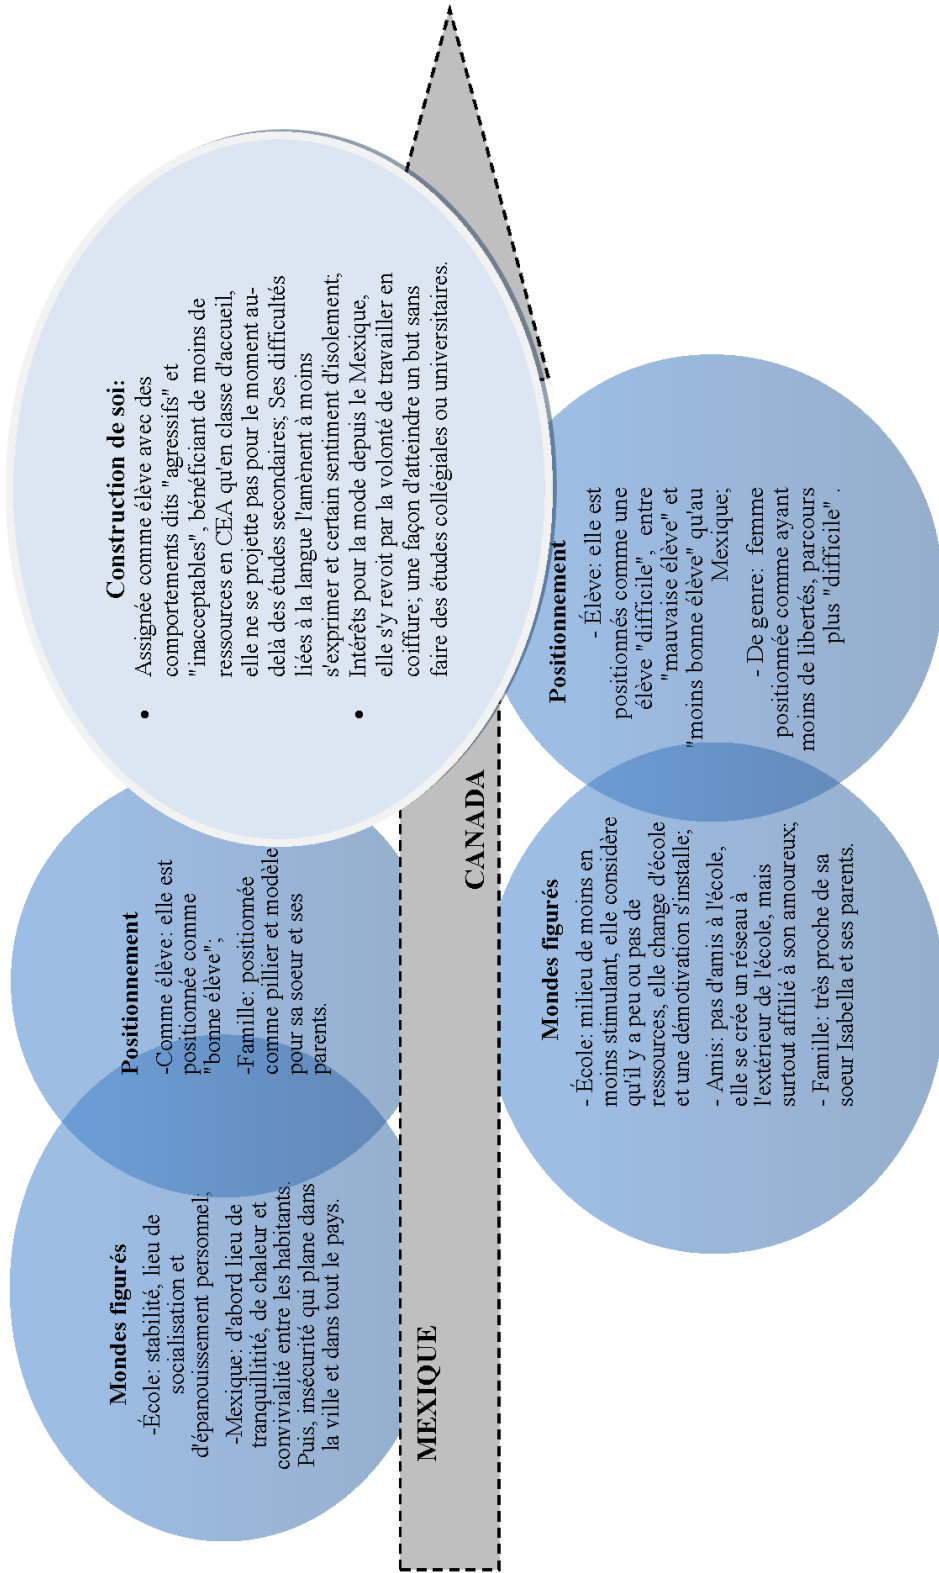 Mondes figurés
-École: stabilité, lieu de
socialisation et
d'épanouissement personnel;
-Mexique: d'abord lieu de
tranquillitité, de chaleur et
convivialité entre les habitants.
Puis, insécurité qui plane dans
la ville et dans tout le pays.
Positionnement
-Comme élève: elle est
positionnée comme
"bonne élève";
-Famille: positionnée
comme pillier et modèle
pour sa soeur et ses
parents.
Construction de soi:
• Assignée comme élève avec des
comportements dits "agressifs" et
"inacceptables", bénéficiant de moins de
ressources en CEA qu'en classe d'accueil,
elle ne se projette pas pour le moment au-
delà des études secondaires; Ses difficultés
liées à la langue l'amènent à moins
s'exprimer et certain sentiment d'isolement;
• Intérêts pour la mode depuis le Mexique,
elle s'y revoit par la volonté de travailler en
coiffure; une façon d'atteindre un but sans
faire des études collégiales ou universitaires.
MEXIQUE
CANADA
Mondes figurés
- École: milieu de moins en
moins stimulant, elle considère
qu'il y a peu ou pas de
ressources, elle change d'école
et une démotivation s'installe;
- Amis: pas d'amis à l'école,
elle se crée un réseau à
l'extérieur de l'école, mais
surtout affilié à son amoureux;
- Famille: très proche de sa
soeur Isabella et ses parents.
Positionnement
- Élève: elle est
positionnés comme une
élève "difficile", entre
"mauvaise élève" et
"moins bonne élève" qu'au
Mexique;
- De genre: femme
positionnée comme ayant
moins de libertés, parcours
plus "difficile" .